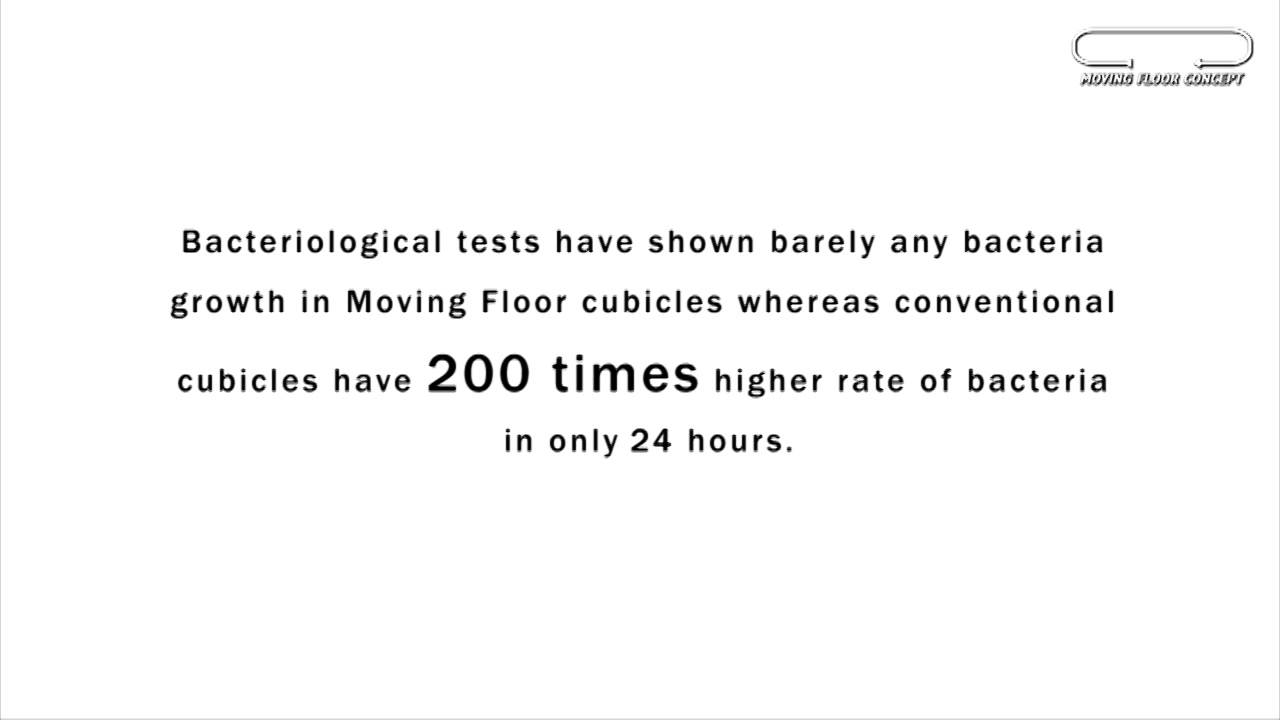 MOVING FLOOR CONCEPT
Bacteriological tests have shown barely any bacteria
growth in Moving Floor cubicles whereas conventional
cubicles have 200 times higher rate of bacteria
in only 24 hours.